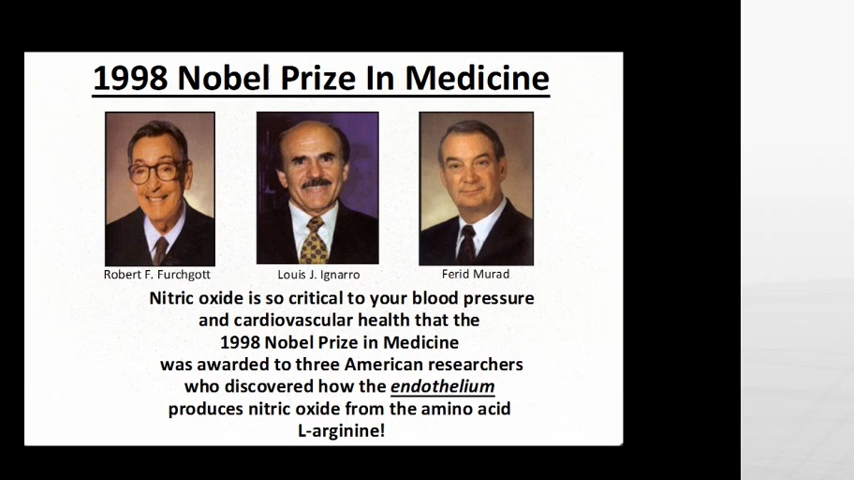 1998 Nobel Prize In Medicine
Robert F. Furchgott
Louis J. Ignarro
Ferid Murad
Nitric oxide is so critical to your blood pressure
and cardiovascular health that the
1998 Nobel Prize in Medicine
was awarded to three American researchers
who discovered how the endothelium
produces nitric oxide from the amino acid
L-arginine!